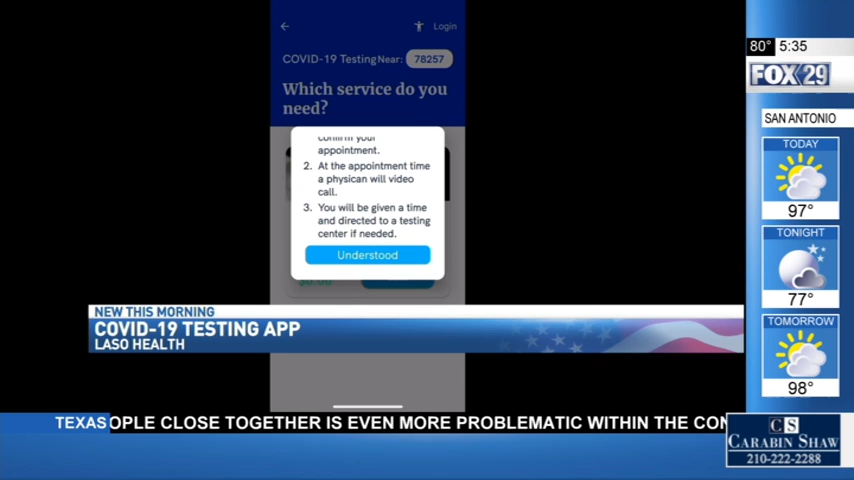 Login
COVID-19 Testing Near: 78257
Which service do you
need?
confirm your
appointment.
2. At the appointment time
a physican will video
call.
3. You will be given a time
and directed to a testing
center if needed.
Understood
NEW THIS MORNING
COVID-19 TESTING APP
LASO HEALTH
TEXAS OPLE CLOSE TOGETHER IS EVEN MORE PROBLEMATIC WITHIN THE CON
80° 5:35
FOX 29
SAN ANTONIO
TODAY
97°
TONIGHT
77°
TOMORROW
98°
CS
CARABIN SHAW
210-222-2288